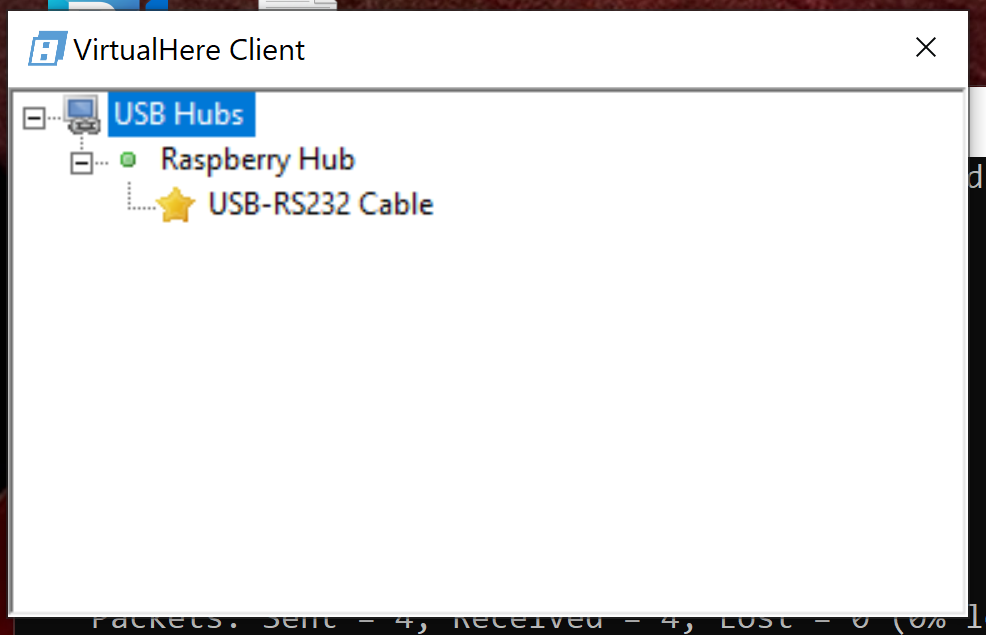 VirtualHere Client
USB Hubs
Raspberry Hub
USB-RS232 Cable
d
Packets: Sent = 4, Received = 4, Lost = 0 (0% l